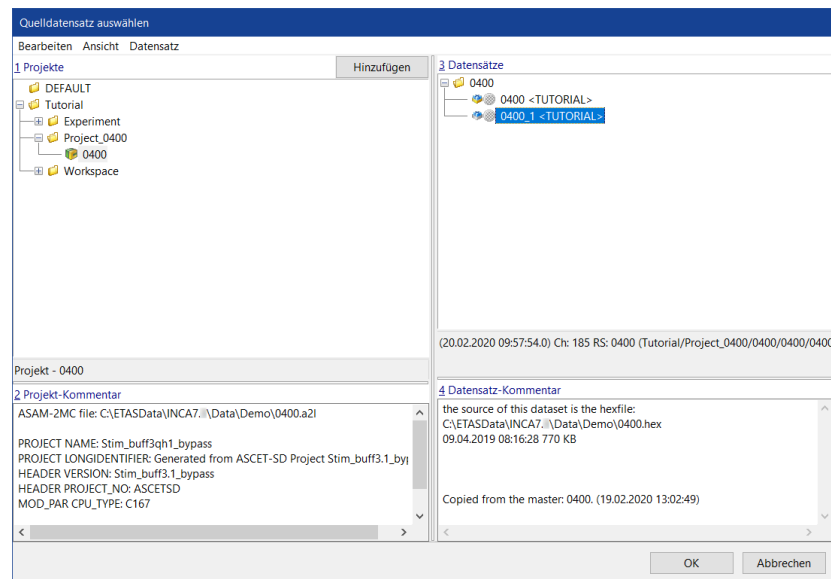 Quelldatensatz auswählen
Bearbeiten Ansicht Datensatz
1 Projekte
Hinzufügen
DEFAULT
Tutorial
Experiment
Project_0400
0400
Workspace
Projekt - 0400
2 Projekt-Kommentar
ASAM-2MC file: C:\ETASData\INCA7. \Data\Demo\0400.a2l
PROJECT NAME: Stim_buff3qh1_bypass
PROJECT LONGIDENTIFIER: Generated from ASCET-SD Project Stim_buff3.1_byp
HEADER VERSION: Stim_buff3.1_bypass
HEADER PROJECT_NO: ASCETSD
MOD_PAR CPU_TYPE: C167
3 Datensätze
0400
0400 <TUTORIAL>
0400_1 <TUTORIAL>
(20.02.2020 09:57:54.0) Ch: 185 RS: 0400 (Tutorial/Project_0400/0400/0400/0400
4 Datensatz-Kommentar
the source of this dataset is the hexfile:
C:\ETASData\INCA7. \Data\Demo\0400.hex
09.04.2019 08:16:28 770 KB
Copied from the master: 0400. (19.02.2020 13:02:49)
OK
Abbrechen